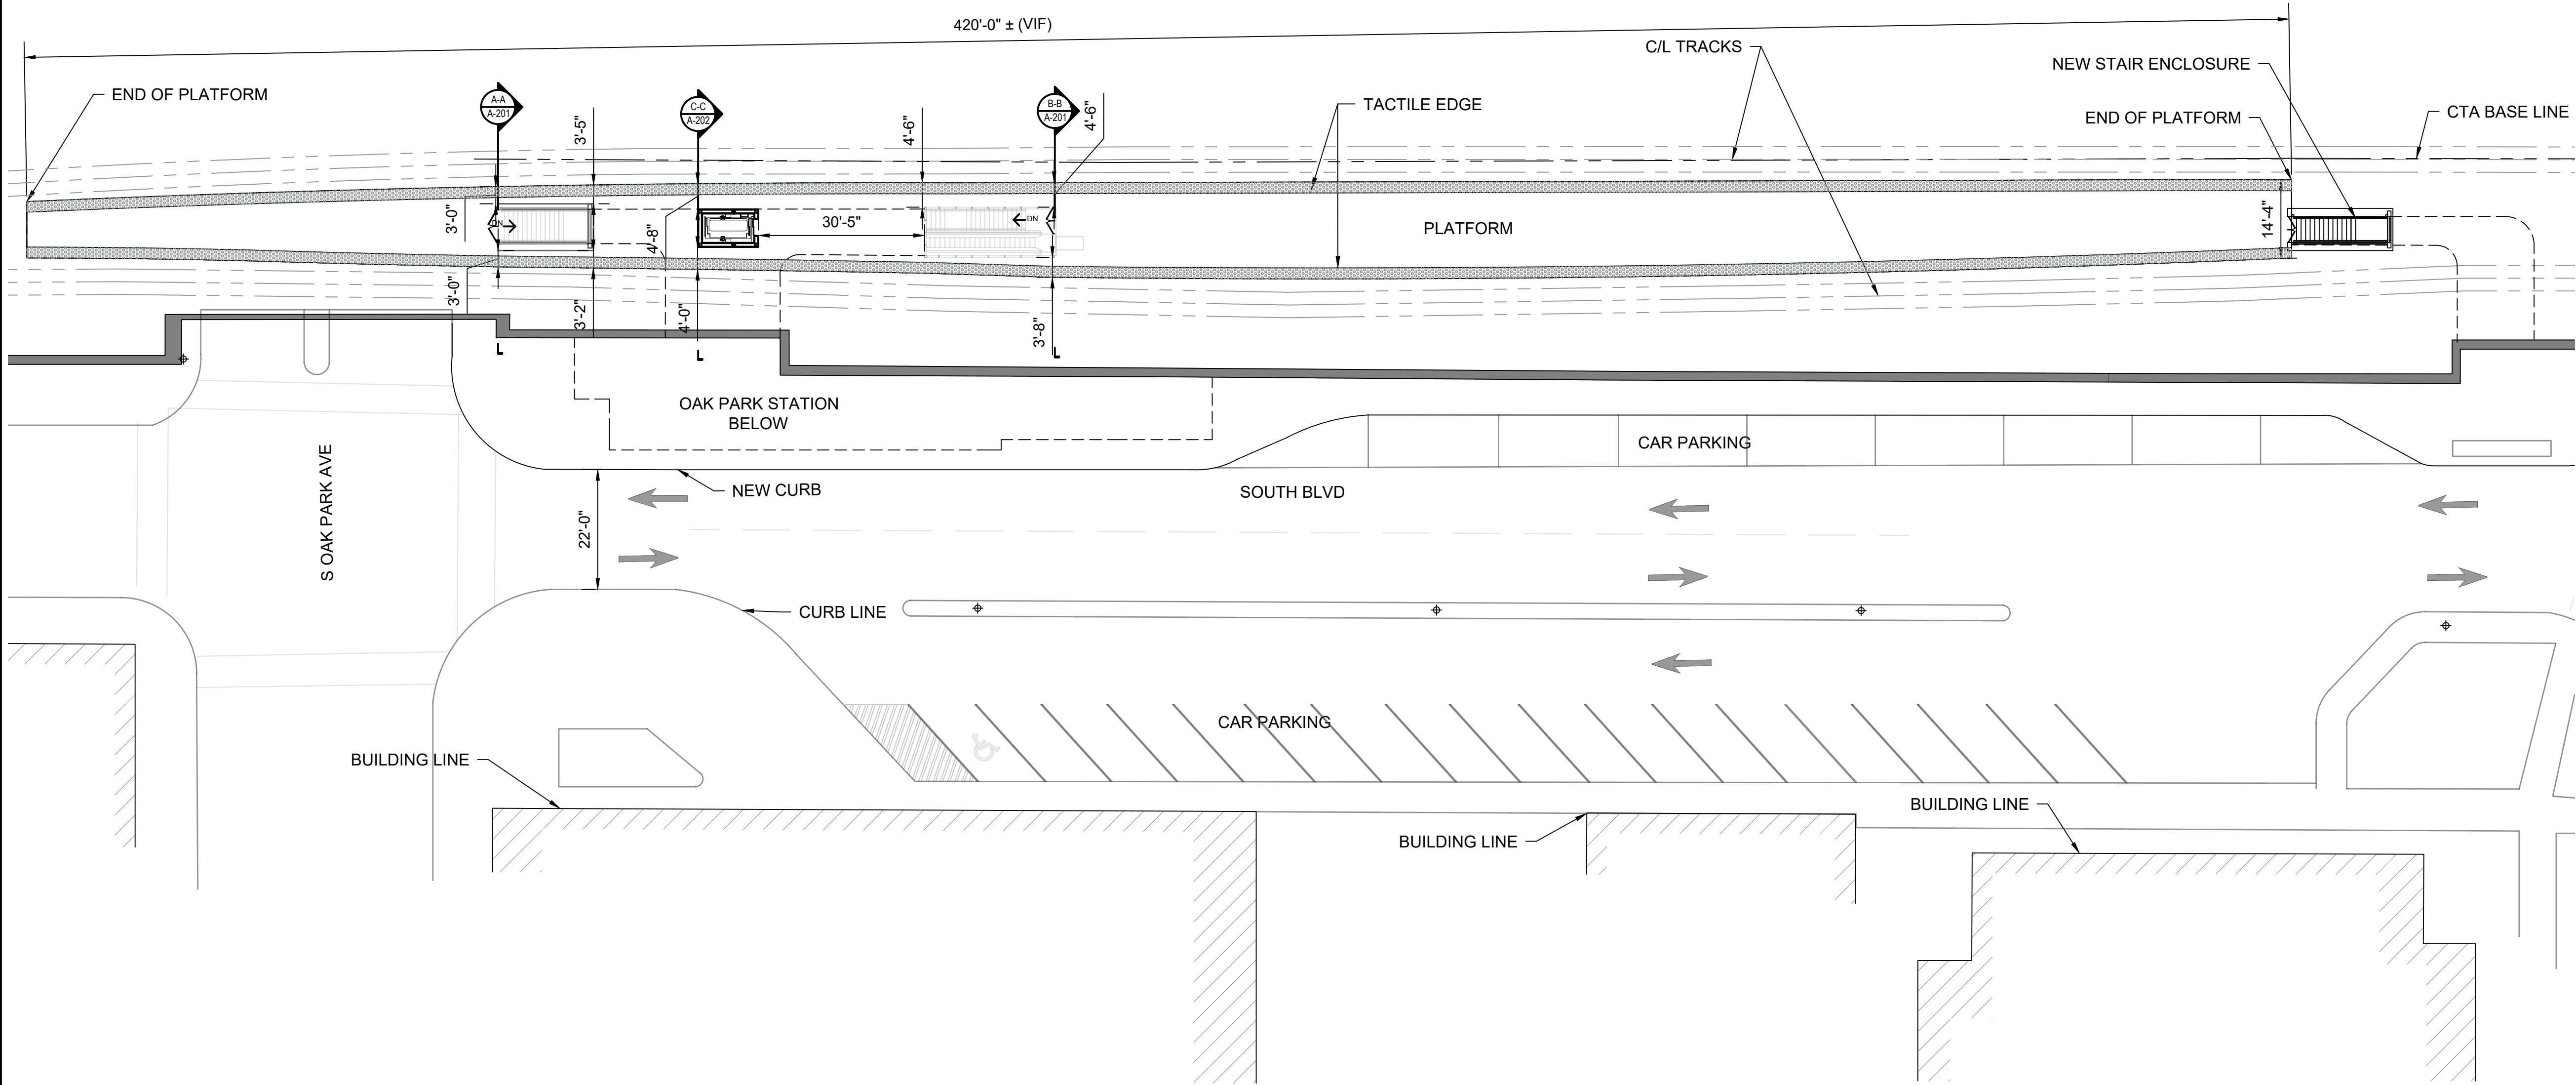 420'-0" ± (VIF)
C/L TRACKS
NEW STAIR ENCLOSURE
END OF PLATFORM
A-A
A-201
C-C
A-202
B-B
A-201
4'-6"
TACTILE EDGE
END OF PLATFORM
CTA BASE LINE
3'-5"
4'-6"
3'-0"
DN
4'-8"
30'-5"
DN
PLATFORM
14'-4"
3'-0"
3'-2"
4'-0"
3'-8"
L
L
L
OAK PARK STATION
BELOW
CAR PARKING
S OAK PARK AVE
NEW CURB
SOUTH BLVD
22'-0"
CURB LINE
CAR PARKING
BUILDING LINE
BUILDING LINE
BUILDING LINE